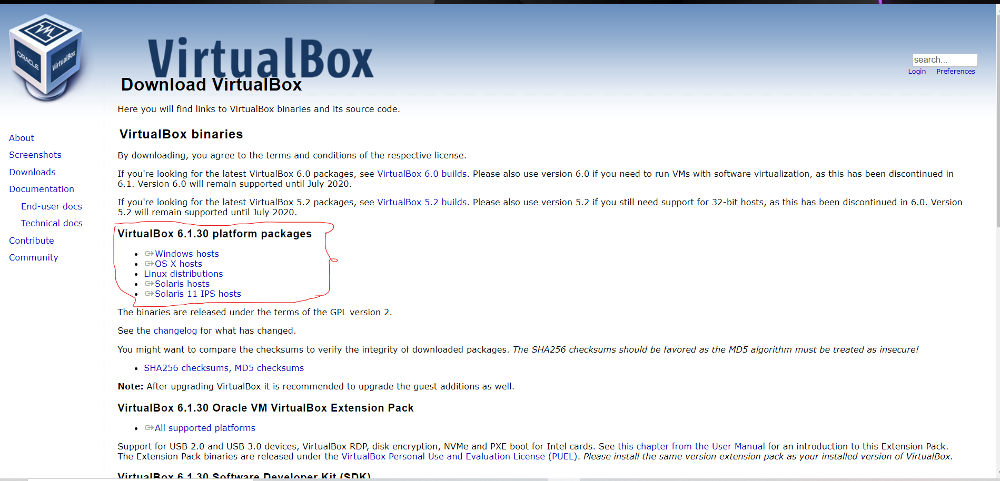 ORACLE
VirtualBox
VirtualBox
search...
Login Preferences
Download VirtualBox
Here you will find links to VirtualBox binaries and its source code.
About
Screenshots
Downloads
Documentation
End-user docs
Technical docs
Contribute
Community
VirtualBox binaries
By downloading, you agree to the terms and conditions of the respective license.
If you're looking for the latest VirtualBox 6.0 packages, see VirtualBox 6.0 builds. Please also use version 6.0 if you need to run VMs with software virtualization, as this has been discontinued in
6.1. Version 6.0 will remain supported until July 2020.
If you're looking for the latest VirtualBox 5.2 packages, see VirtualBox 5.2 builds. Please also use version 5.2 if you still need support for 32-bit hosts, as this has been discontinued in 6.0. Version
5.2 will remain supported until July 2020.
VirtualBox 6.1.30 platform packages
Windows hosts
OS X hosts
Linux distributions
Solaris hosts
Solaris 11 IPS hosts
The binaries are released under the terms of the GPL version 2.
See the changelog for what has changed.
You might want to compare the checksums to verify the integrity of downloaded packages. The SHA256 checksums should be favored as the MD5 algorithm must be treated as insecure!
SHA256 checksums, MD5 checksums
Note: After upgrading VirtualBox it is recommended to upgrade the guest additions as well.
VirtualBox 6.1.30 Oracle VM VirtualBox Extension Pack
All supported platforms
Support for USB 2.0 and USB 3.0 devices, VirtualBox RDP, disk encryption, NVMe and PXE boot for Intel cards. See this chapter from the User Manual for an introduction to this Extension Pack.
The Extension Pack binaries are released under the VirtualBox Personal Use and Evaluation License (PUEL). Please install the same version extension pack as your installed version of VirtualBox.
VirtualBox 6.1.30 Software Developer Kit (SDK)